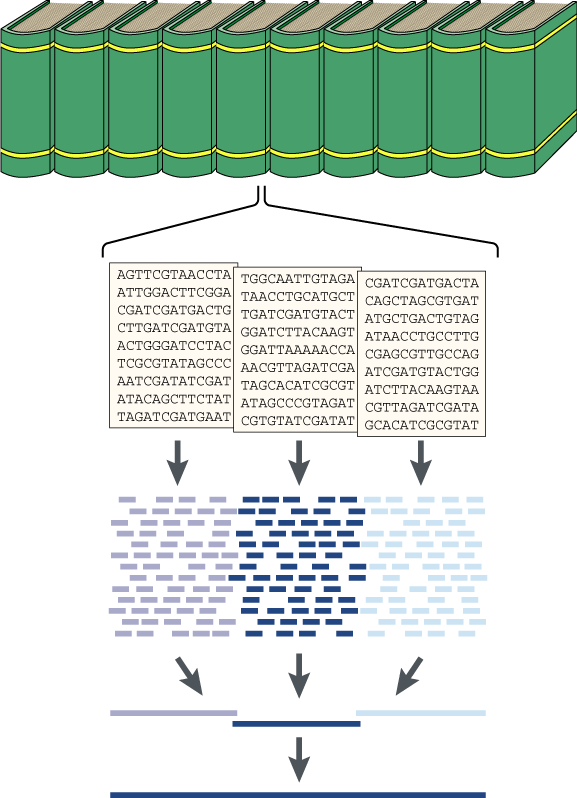 AGTTCGTAACCTA
ATTGGACTTCGGA
CGATCGATGACTG
CTTGATCGATGTA
ACTGGGATCCTAC
TCGCGTATAGCCC
AATCGATATCGAT
ATACAGCTTCTAT
TAGATCGATGAAT
TGGCAATTGTAGA
TAACCTGCATGCT
TGATCGATGTACT
GGATCTTACAAGT
GGATTAAAAACCA
AACGTTAGATCGA
TAGCACATCGCGT
ATAGCCCGTAGAT
CGTGTATCGATAT
CGATCGATGACTA
CAGCTAGCGTGAT
ATGCTGACTGTAG
ATAACCTGCCTTG
CGAGCGTTGCCAG
ATCGATGTACTGG
ATCTTACAAGTAA
CGTTAGATCGATA
GCACATCGCGTAT